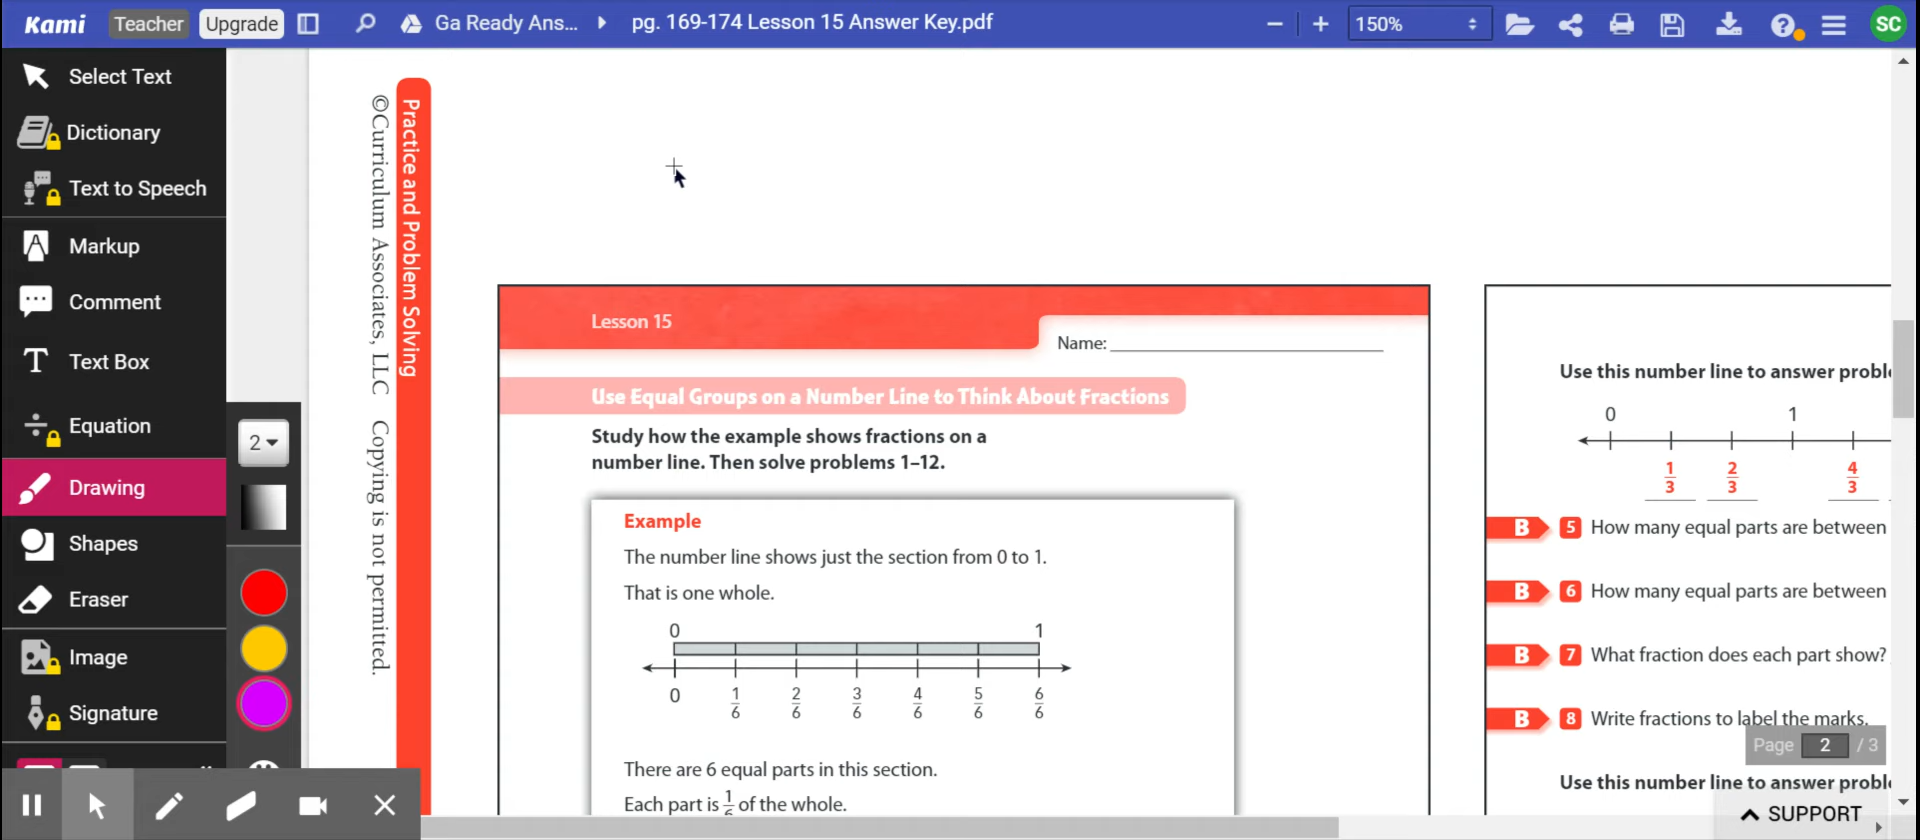 Kami Teacher Upgrade Ga Ready Ans... pg. 169-174 Lesson 15 Answer Key.pdf 150% SC
Select Text
Dictionary
Text to Speech
Markup
Comment
Text Box
Equation
Drawing
Shapes
Eraser
Image
Signature
2
Practice and Problem Solving
©Curriculum Associates, LLC Copying is not permitted.
Lesson 15
Name:
Use Equal Groups on a Number Line to Think About Fractions
Study how the example shows fractions on a
number line. Then solve problems 1–12.
Example
The number line shows just the section from 0 to 1.
That is one whole.
0 1
0 1/6 2/6 3/6 4/6 5/6 6/6
There are 6 equal parts in this section.
Each part is 1/6 of the whole.
Use this number line to answer proble
0 1
1/3 2/3 4/3
B 5 How many equal parts are between
B 6 How many equal parts are between
B 7 What fraction does each part show?
B 8 Write fractions to label the marks.
Use this number line to answer proble
Page 2 / 3
SUPPORT